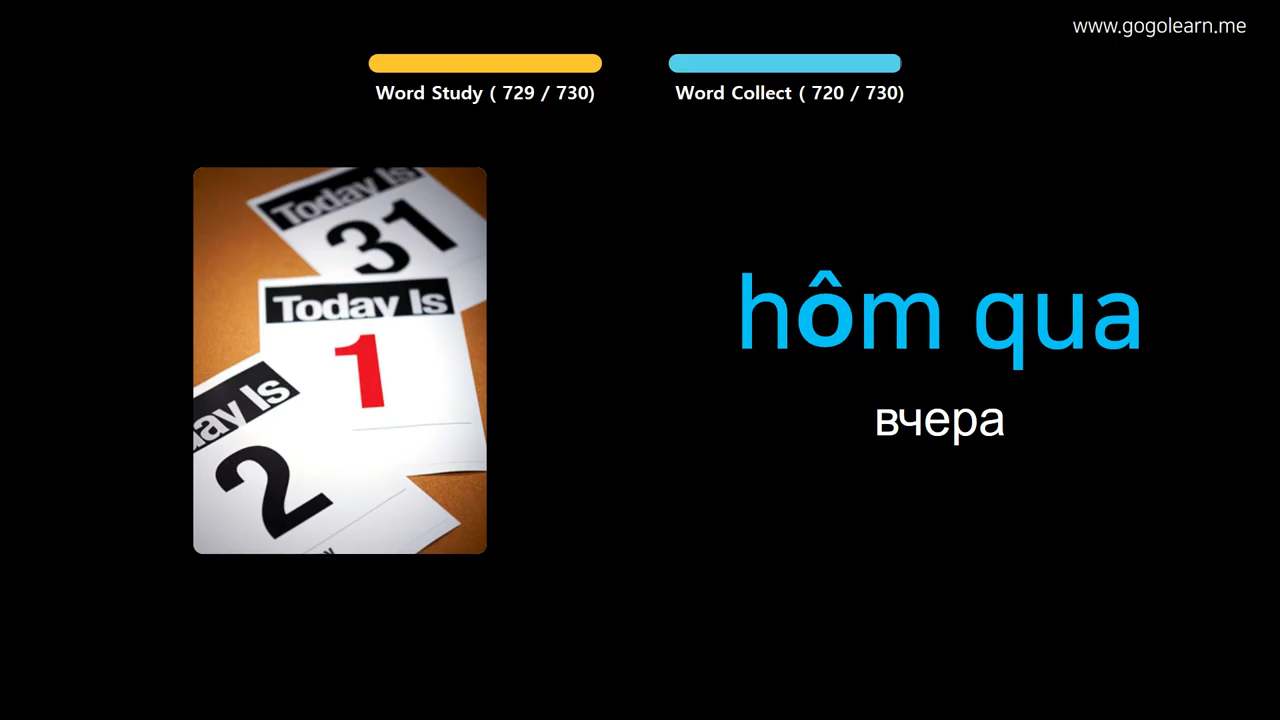 www.gogolearn.me
Word Study ( 729 / 730)
Word Collect ( 720 / 730)
Today Is
31
Today Is
1
ay Is
2
hôm qua
вчера